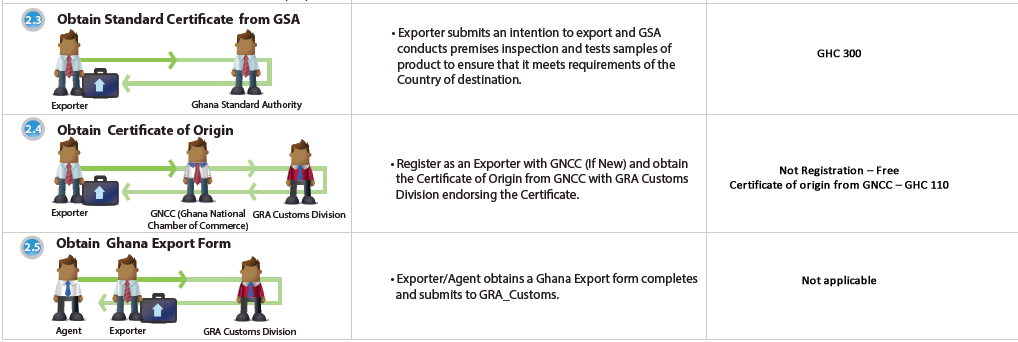 2.3 Obtain Standard Certificate from GSA
Exporter
Ghana Standard Authority
• Exporter submits an intention to export and GSA
conducts premises inspection and tests samples of
product to ensure that it meets requirements of the
Country of destination.
GHC 300
2.4 Obtain Certificate of Origin
Exporter
GNCC (Ghana National
Chamber of Commerce)
GRA Customs Division
• Register as an Exporter with GNCC (If New) and obtain
the Certificate of Origin from GNCC with GRA Customs
Division endorsing the Certificate.
Not Registration – Free
Certificate of origin from GNCC – GHC 110
2.5 Obtain Ghana Export Form
Agent
Exporter
GRA Customs Division
• Exporter/Agent obtains a Ghana Export form completes
and submits to GRA_Customs.
Not applicable